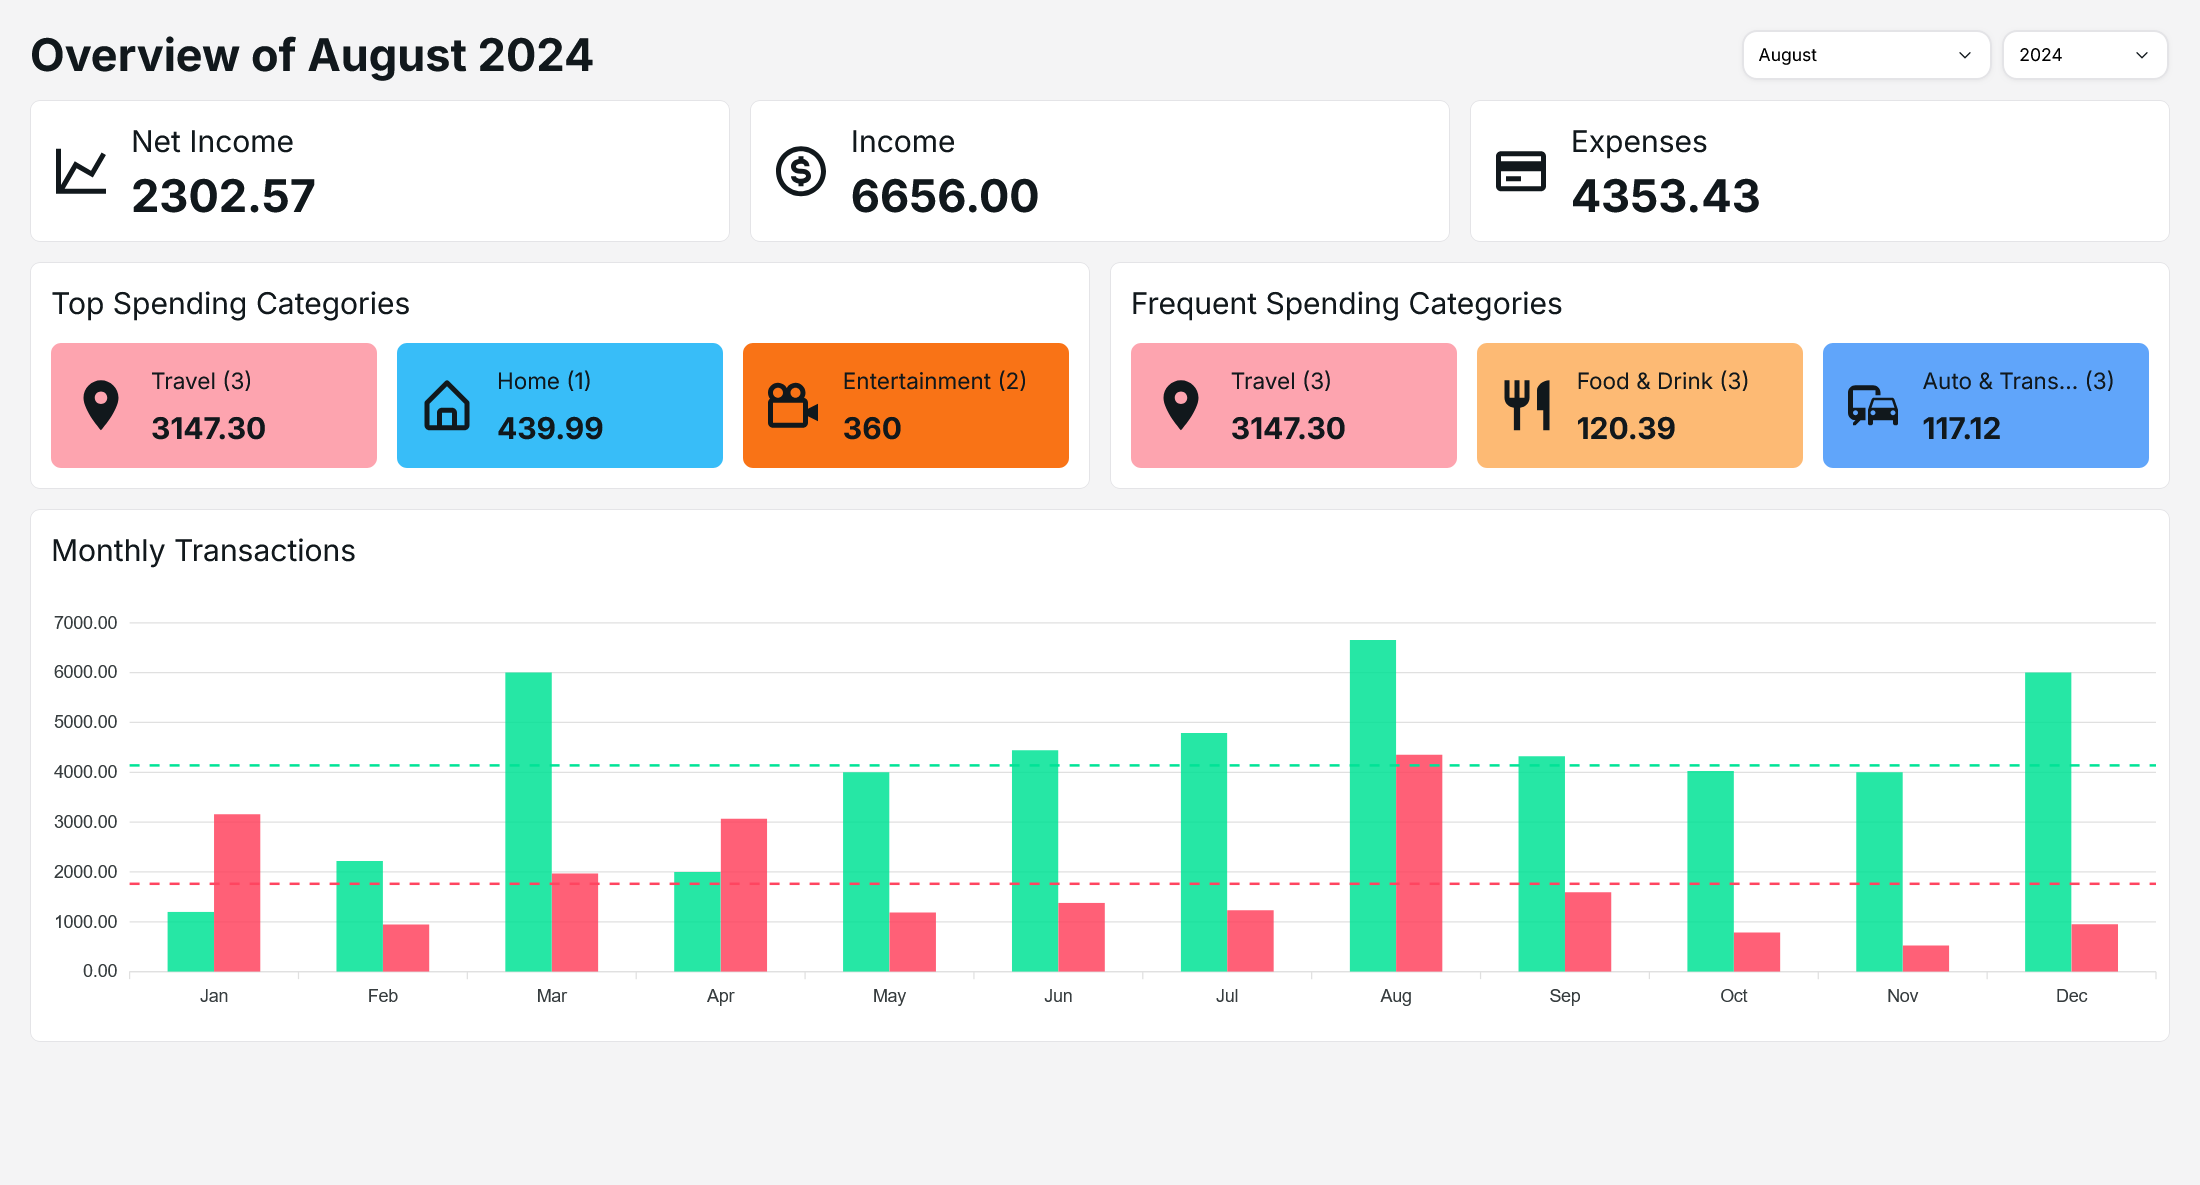 Overview of August 2024
August
2024
Net Income
2302.57
Income
6656.00
Expenses
4353.43
Top Spending Categories
Travel (3)
3147.30
Home (1)
439.99
Entertainment (2)
360
Frequent Spending Categories
Travel (3)
3147.30
Food & Drink (3)
120.39
Auto & Trans... (3)
117.12
Monthly Transactions
7000.00
6000.00
5000.00
4000.00
3000.00
2000.00
1000.00
0.00
Jan Feb Mar Apr May Jun Jul Aug Sep Oct Nov Dec